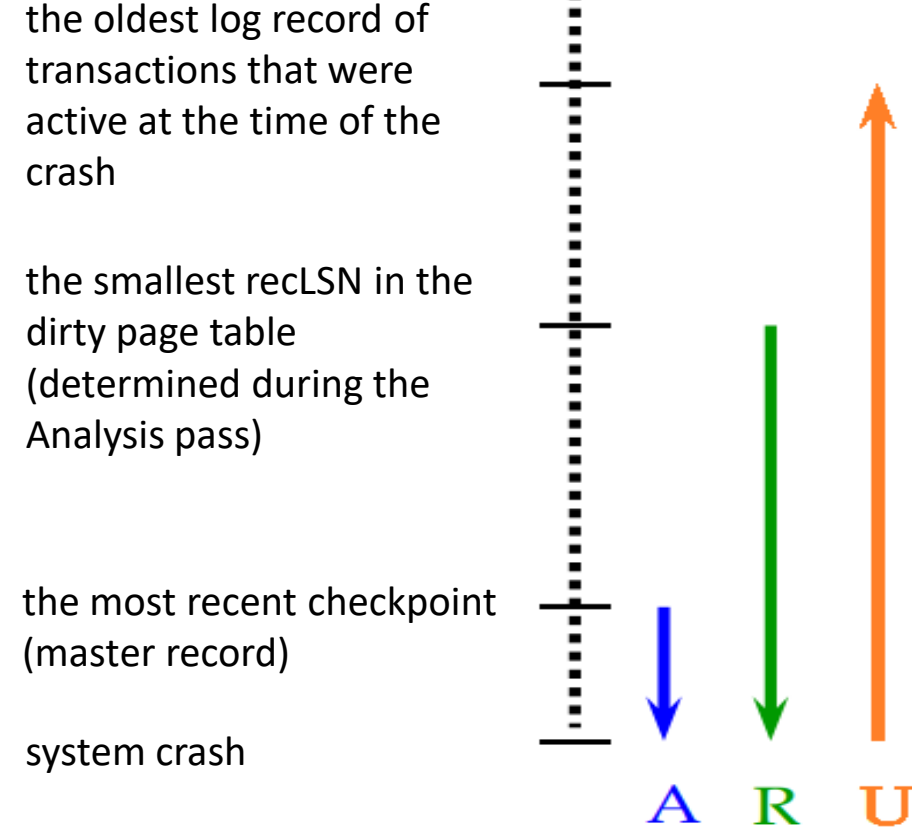 the oldest log record of
transactions that were
active at the time of the
crash
the smallest recLSN in the
dirty page table
(determined during the
Analysis pass)
the most recent checkpoint
(master record)
system crash
A R U